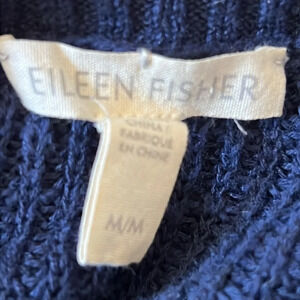 EILEEN FISHER
CHINA
FABRIQUÉ
EN CHINE
M/M